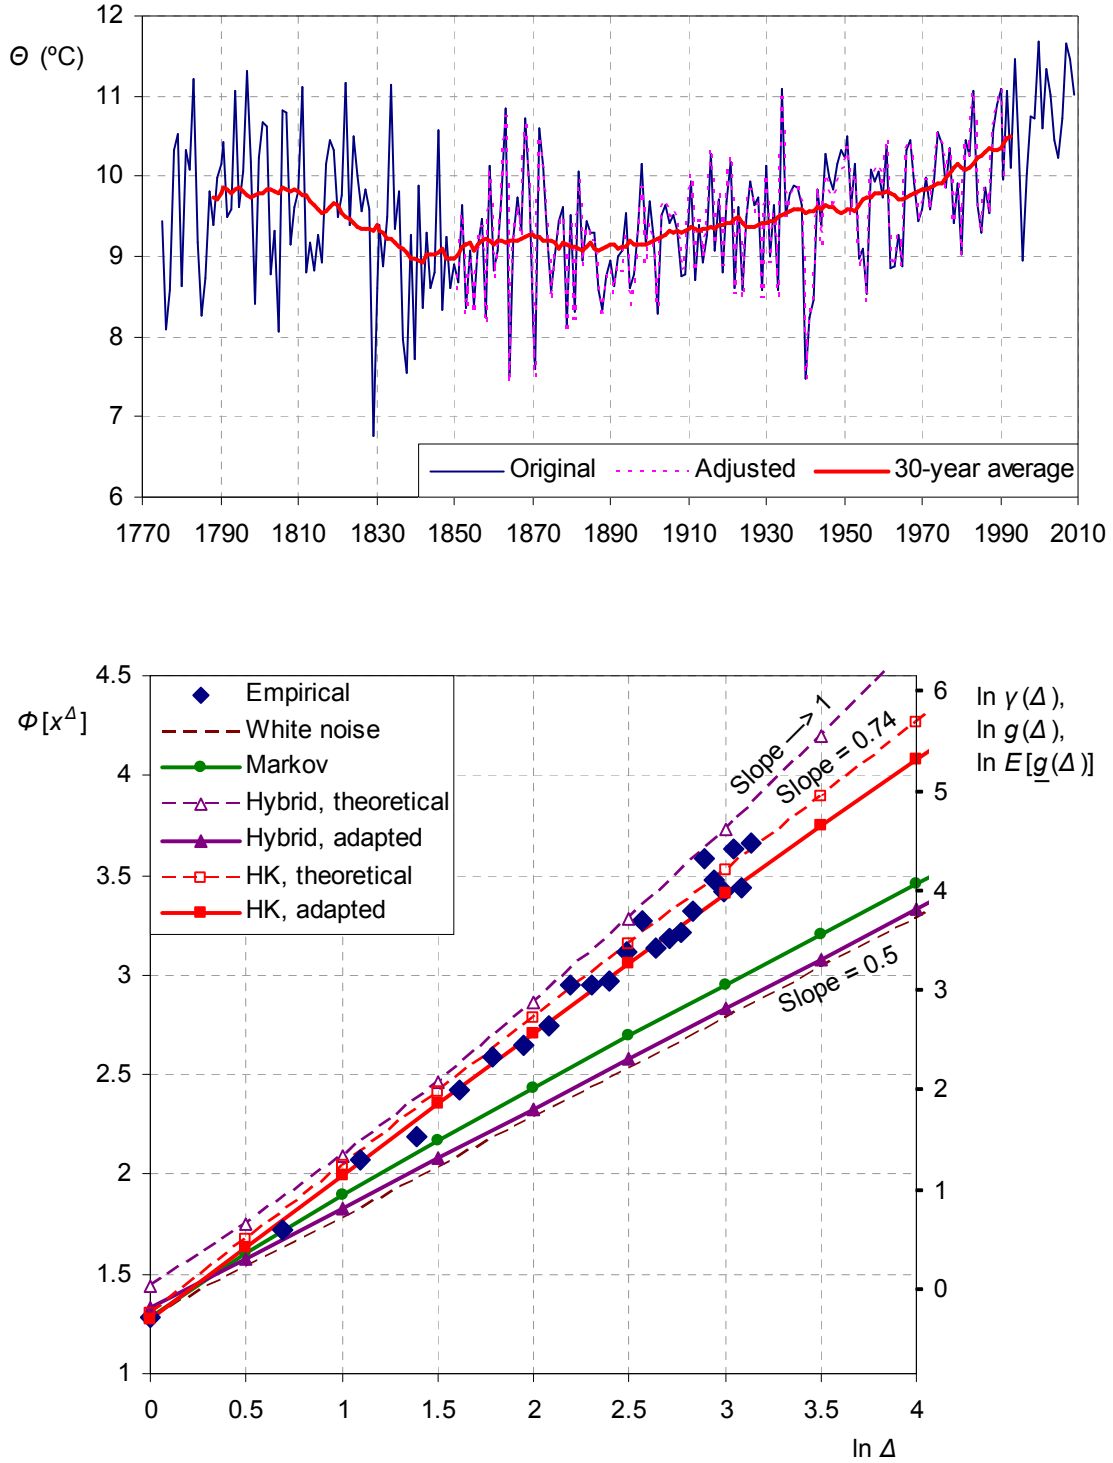 12
Θ (ºC)
11
10
9
8
7
Original Adjusted 30-year average
6
1770 1790 1810 1830 1850 1870 1890 1910 1930 1950 1970 1990 2010
4.5
Φ[x^Δ]
Empirical
White noise
Markov
Hybrid, theoretical
Hybrid, adapted
HK, theoretical
HK, adapted
Slope —> 1
Slope = 0.74
Slope = 0.5
6
ln γ(Δ),
ln g(Δ),
ln E[g(Δ)]
4
5
3.5
4
3
3
2.5
2
2
1
1.5
0
1
0 0.5 1 1.5 2 2.5 3 3.5 4
ln Δ